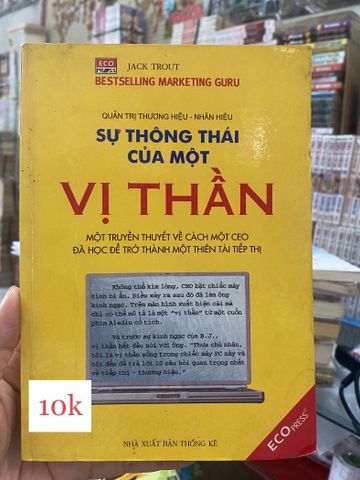 ECO
PRESS
JACK TROUT
BESTSELLING MARKETING GURU
QUẢN TRỊ THƯƠNG HIỆU - NHÃN HIỆU
SỰ THÔNG THÁI
CỦA MỘT
VỊ THẦN
MỘT TRUYỀN THUYẾT VỀ CÁCH MỘT CEO
ĐÃ HỌC ĐỂ TRỞ THÀNH MỘT THIÊN TÀI TIẾP THỊ
Không thể kìm lòng, CEO bật chiếc máy
tính bí ẩn. Điều xảy ra sau đó đã làm ông
kinh ngạc. Trên màn hình xuất hiện cái mà
chỉ có thể mô tả là một "vị thần" từ một cuốn
phim Aladin cổ tích.
Và trước sự kinh ngạc của B.J.,
vị thần bắt đầu nói với ông. "Thưa chủ nhân,
tôi là vị thần sống trong chiếc máy PC này và
tôi đến để trả lời 10 câu hỏi quan trọng nhất
về tiếp thị - thương hiệu."
10k
ECO PRESS
NHÀ XUẤT BẢN THỐNG KÊ